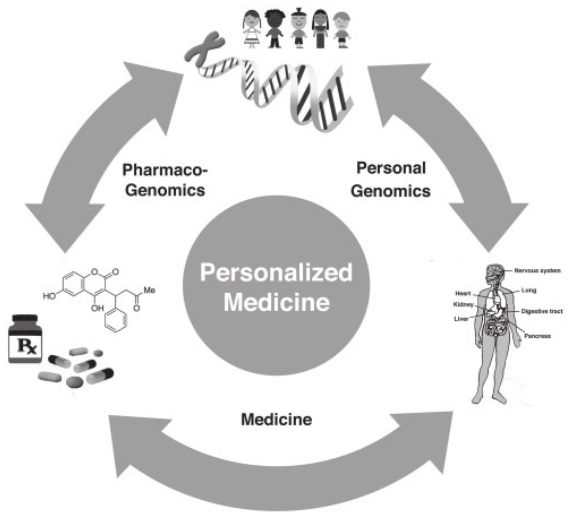 Pharmaco-
Genomics
Personal
Genomics
Personalized
Medicine
O
O
HO
OH
Me
O
Rx
Nervous system
Heart
Lung
Kidney
Digestive tract
Liver
Pancreas
Medicine